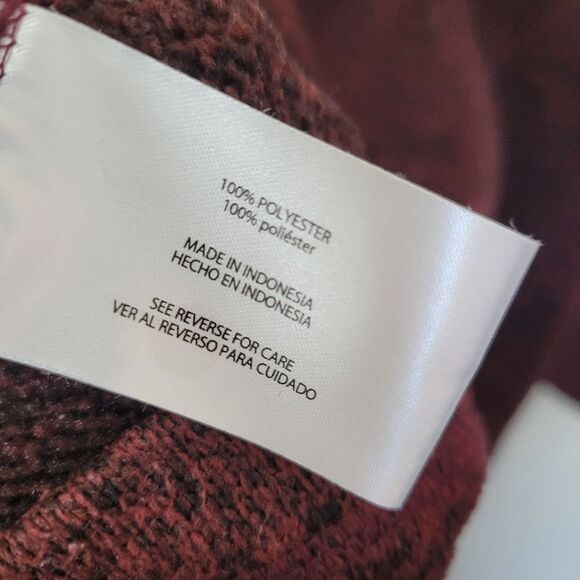 100% POLYESTER
100% poliéster
MADE IN INDONESIA
HECHO EN INDONESIA
SEE REVERSE FOR CARE
VER AL REVERSO PARA CUIDADO